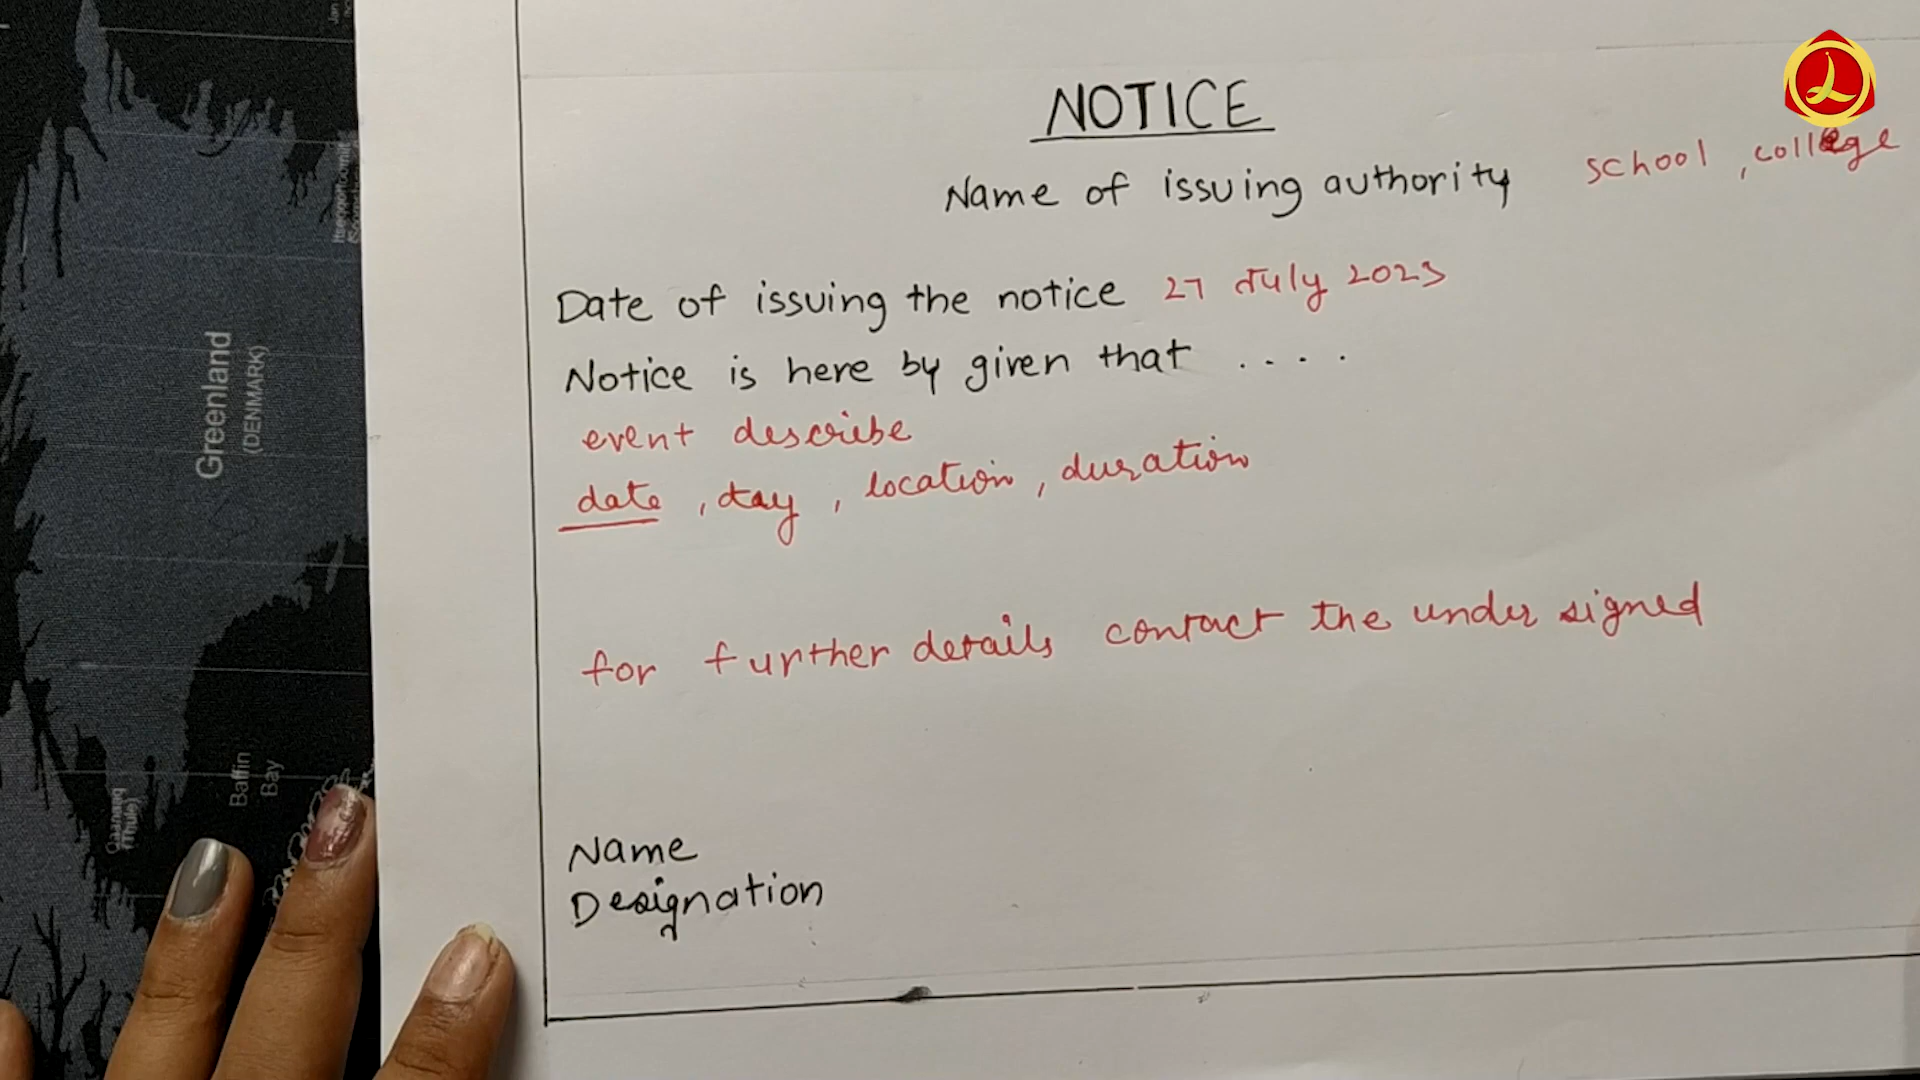 NOTICE
Name of issuing authority school, college
Date of issuing the notice 27 July 2023
Notice is here by given that ....
event describe
date, day, location, duration
for further details contact the under signed
Name
Designation
Greenland
(DENMARK)
Baffin
Bay
Qaanaaq
(Thule)